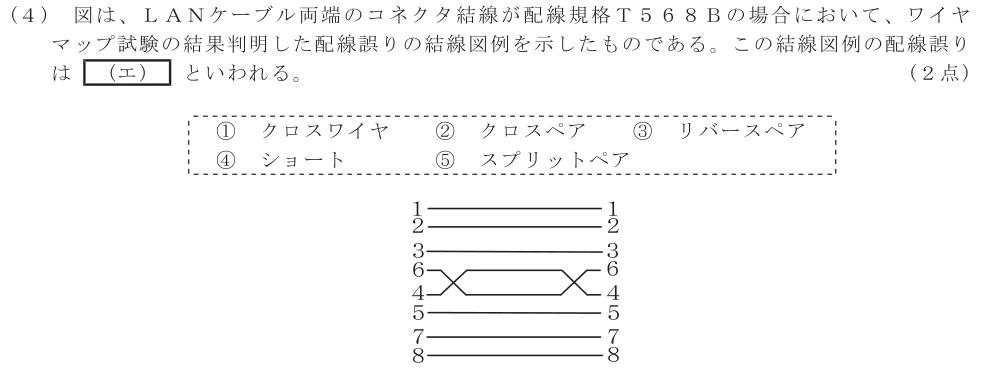 （４） 図は、ＬＡＮケーブル両端のコネクタ結線が配線規格Ｔ５６８Ｂの場合において、ワイヤ
マップ試験の結果判明した配線誤りの結線図例を示したものである。この結線図例の配線誤り
は （エ） といわれる。 （２点）
① クロスワイヤ ② クロスペア ③ リバースペア
④ ショート ⑤ スプリットペア
1 1
2 2
3 3
6 6
4 4
5 5
7 7
8 8